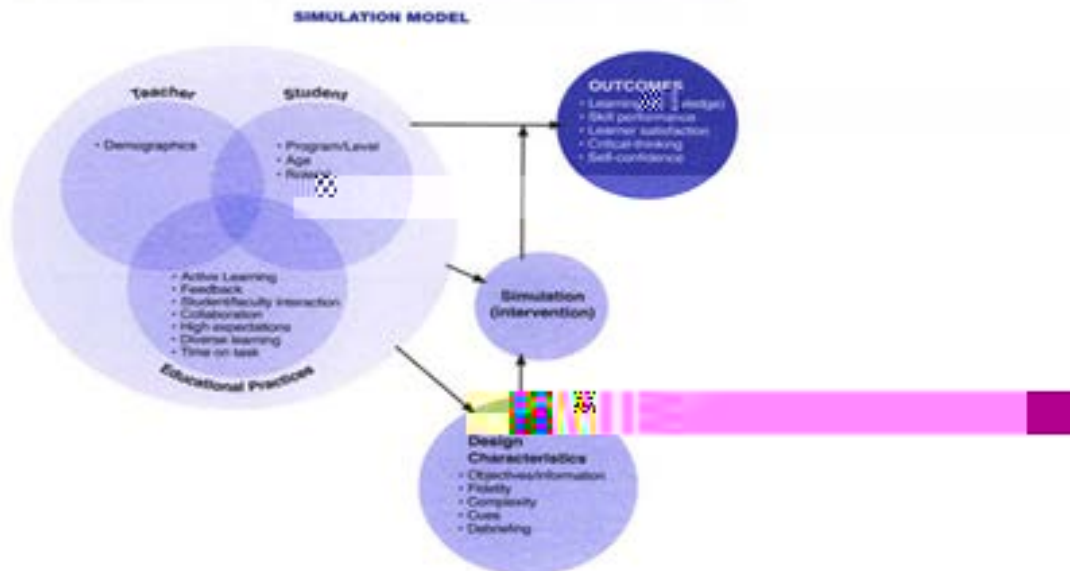 SIMULATION MODEL
Teacher
Student
• Demographics
• Program/Level
• Age
OUTCOMES
• Learning
• Skill performance
• Learner satisfaction
• Critical-thinking
• Self-confidence
• Active Learning
• Feedback
• Student/faculty interaction
• Collaboration
• High expectations
• Diverse learning
• Time on task
Educational Practices
Simulation
(intervention)
Design
Characteristics
• Objectives/information
• Fidelity
• Complexity
• Cues
• Debriefing